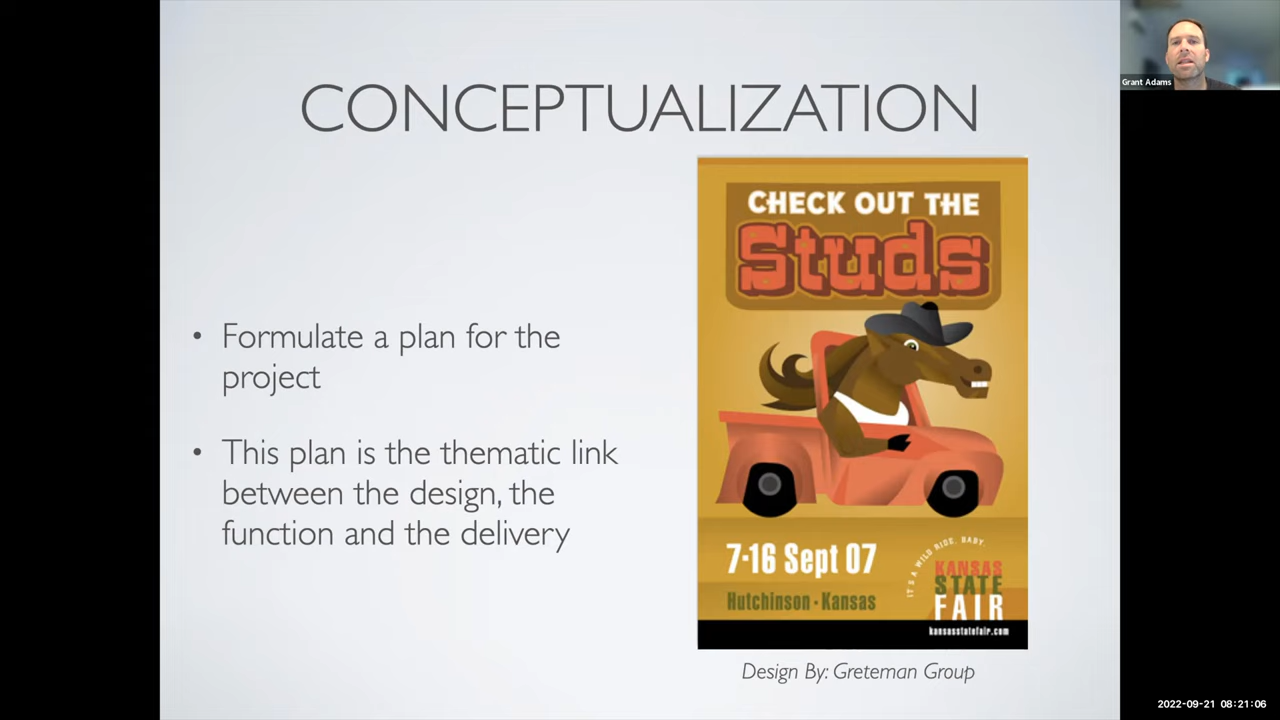 CONCEPTUALIZATION
Grant Adams
• Formulate a plan for the
project
• This plan is the thematic link
between the design, the
function and the delivery
CHECK OUT THE
Studs
7-16 Sept 07
Hutchinson • Kansas
IT'S A WILD RIDE. BABY.
KANSAS
STATE
FAIR
kansasstatefair.com
Design By: Greteman Group
2022-09-21 08:21:06